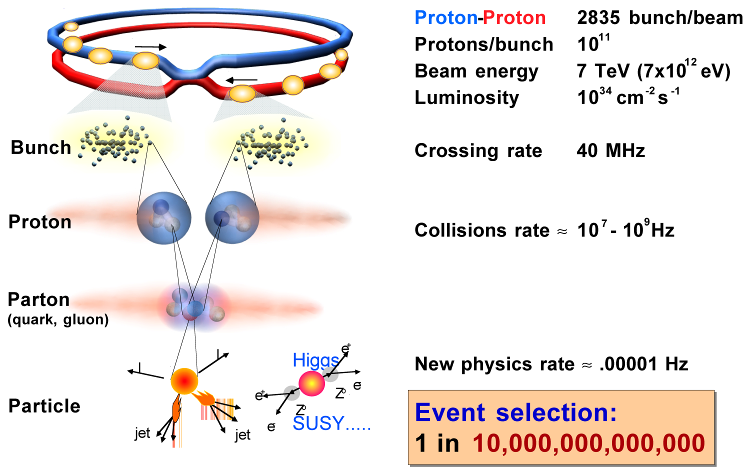 Proton-Proton 2835 bunch/beam
Protons/bunch 10¹¹
Beam energy 7 TeV (7x10¹² eV)
Luminosity 10³⁴ cm⁻² s⁻¹
Bunch
Crossing rate 40 MHz
Proton
Collisions rate ≈ 10⁷ - 10⁹ Hz
Parton
(quark, gluon)
New physics rate ≈ .00001 Hz
Particle
l
l
jet
jet
Higgs
e⁺
e⁻
Z⁰
e⁺
e⁻
Z⁰
SUSY.....
Event selection:
1 in 10,000,000,000,000